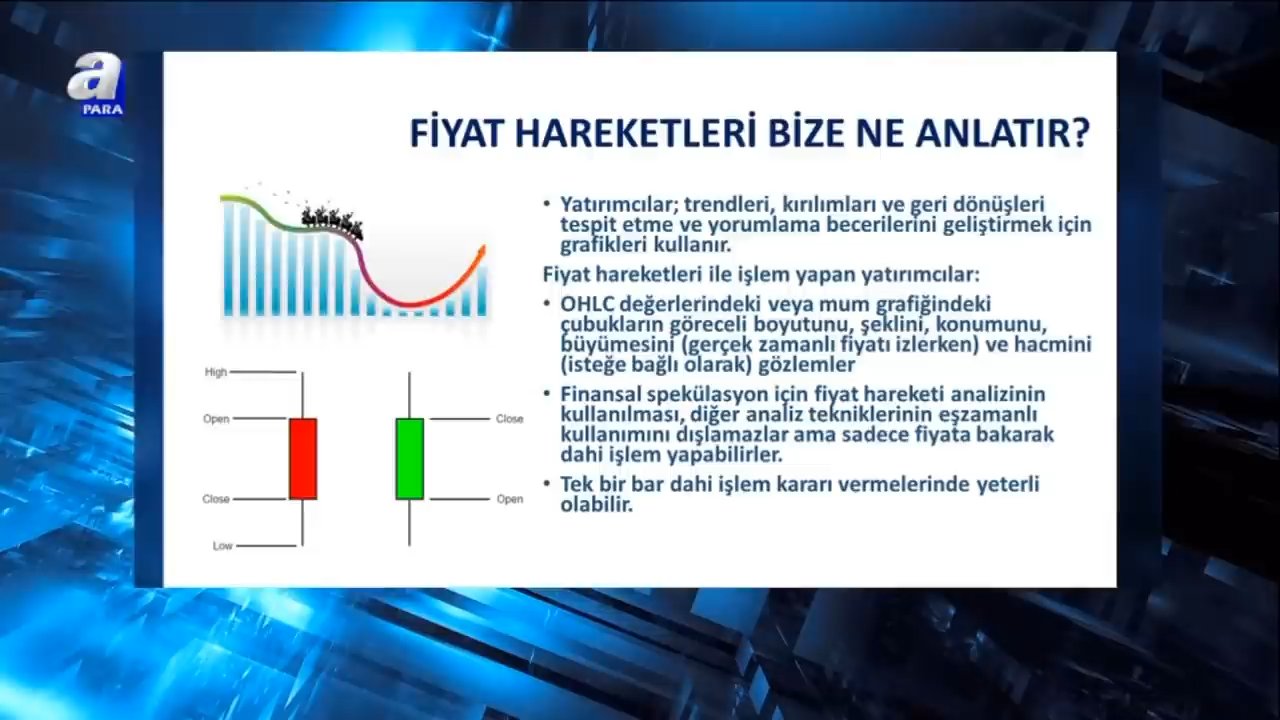 a
PARA
FİYAT HAREKETLERİ BİZE NE ANLATIR?
• Yatırımcılar; trendleri, kırılımları ve geri dönüşleri
tespit etme ve yorumlama becerilerini geliştirmek için
grafikleri kullanır.
Fiyat hareketleri ile işlem yapan yatırımcılar:
• OHLC değerlerindeki veya mum grafiğindeki
çubukların göreceli boyutunu, şeklini, konumunu,
büyümesini (gerçek zamanlı fiyatı izlerken) ve hacmini
(isteğe bağlı olarak) gözlemler
• Finansal spekülasyon için fiyat hareketi analizinin
kullanılması, diğer analiz tekniklerinin eşzamanlı
kullanımını dışlamazlar ama sadece fiyata bakarak
dahi işlem yapabilirler.
• Tek bir bar dahi işlem kararı vermelerinde yeterli
olabilir.
High
Open
Close
Close
Open
Low